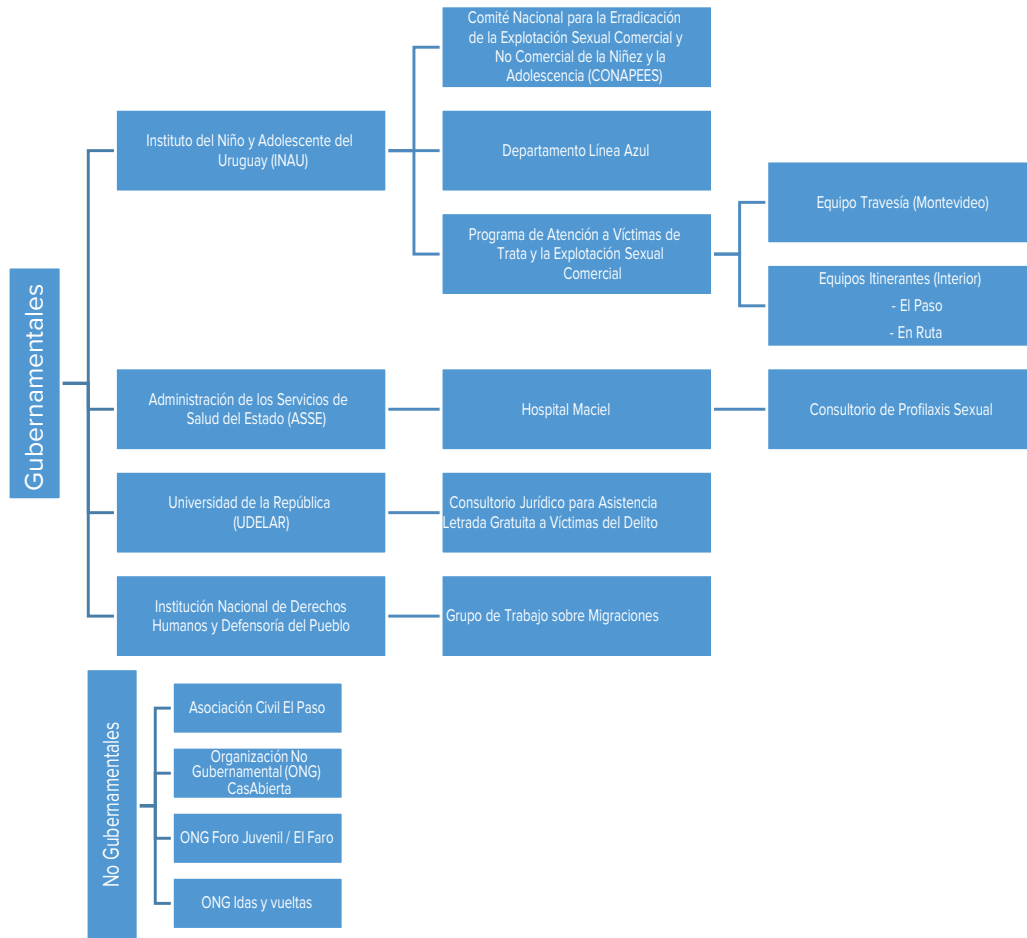 Gubernamentales
Instituto del Niño y Adolescente del
Uruguay (INAU)
Comité Nacional para la Erradicación
de la Explotación Sexual Comercial y
No Comercial de la Niñez y la
Adolescencia (CONAPEES)
Departamento Línea Azul
Programa de Atención a Víctimas de
Trata y la Explotación Sexual
Comercial
Equipo Travesía (Montevideo)
Equipos Itinerantes (Interior)
- El Paso
- En Ruta
Administración de los Servicios de
Salud del Estado (ASSE)
Hospital Maciel
Consultorio de Profilaxis Sexual
Universidad de la República
(UDELAR)
Consultorio Jurídico para Asistencia
Letrada Gratuita a Víctimas del Delito
Institución Nacional de Derechos
Humanos y Defensoría del Pueblo
Grupo de Trabajo sobre Migraciones
No Gubernamentales
Asociación Civil El Paso
Organización No
Gubernamental (ONG)
CasAbierta
ONG Foro Juvenil / El Faro
ONG Idas y vueltas